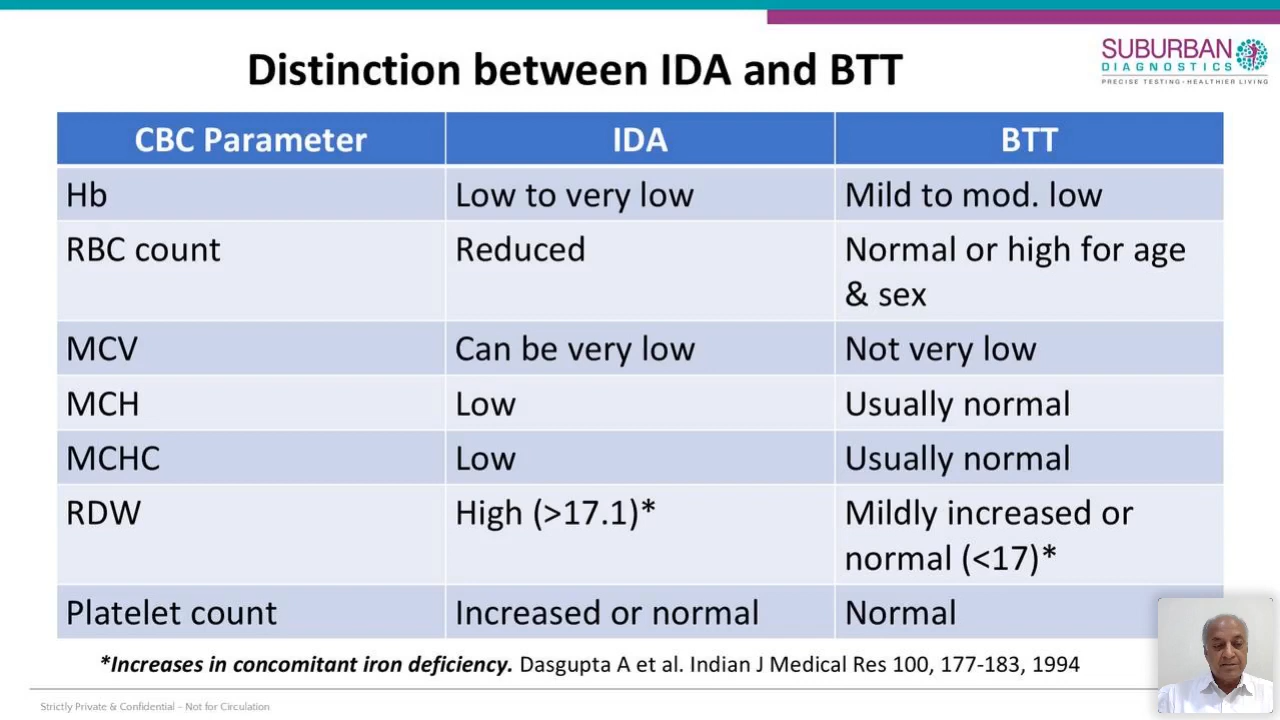 Distinction between IDA and BTT
SUBURBAN
DIAGNOSTICS
PRECISE TESTING-HEALTHIER LIVING
CBC Parameter IDA BTT
Hb Low to very low Mild to mod. low
RBC count Reduced Normal or high for age
& sex
MCV Can be very low Not very low
MCH Low Usually normal
MCHC Low Usually normal
RDW High (>17.1)* Mildly increased or
normal (<17)*
Platelet count Increased or normal Normal
*Increases in concomitant iron deficiency. Dasgupta A et al. Indian J Medical Res 100, 177-183, 1994
Strictly Private & Confidential – Not for Circulation